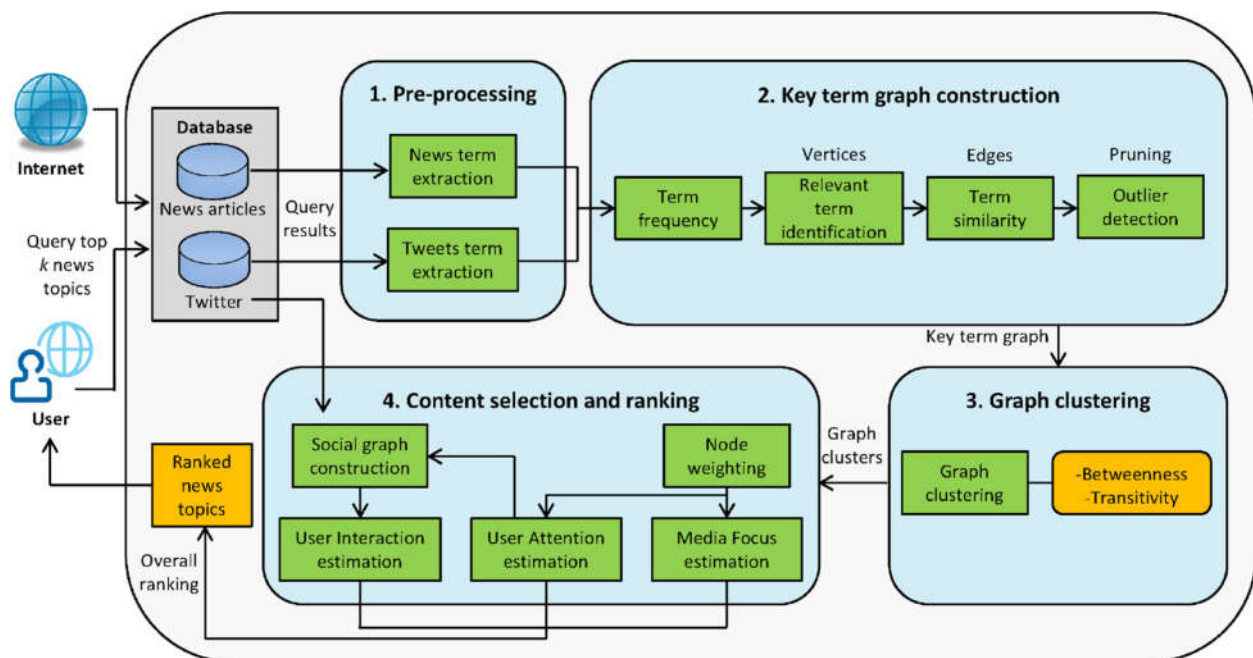 Internet
Query top
k news
topics
User
Database
News articles
Twitter
Query
results
1. Pre-processing
News term
extraction
Tweets term
extraction
2. Key term graph construction
Term
frequency
Vertices
Relevant
term
identification
Edges
Term
similarity
Pruning
Outlier
detection
Key term graph
3. Graph clustering
Graph
clustering
-Betweenness
-Transitivity
Graph
clusters
4. Content selection and ranking
Social graph
construction
Node
weighting
User Interaction
estimation
User Attention
estimation
Media Focus
estimation
Ranked
news
topics
Overall
ranking